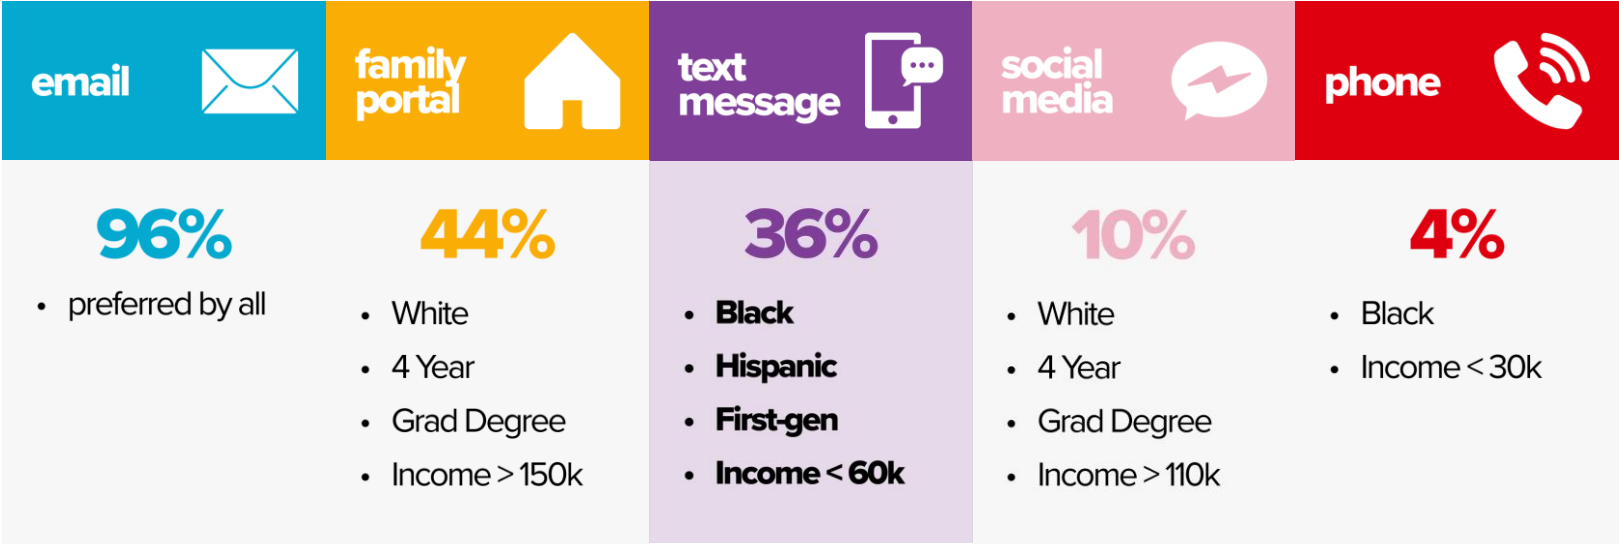 email
family
portal
text
message
social
media
phone
96%
• preferred by all
44%
• White
• 4 Year
• Grad Degree
• Income > 150k
36%
• Black
• Hispanic
• First-gen
• Income < 60k
10%
• White
• 4 Year
• Grad Degree
• Income > 110k
4%
• Black
• Income < 30k